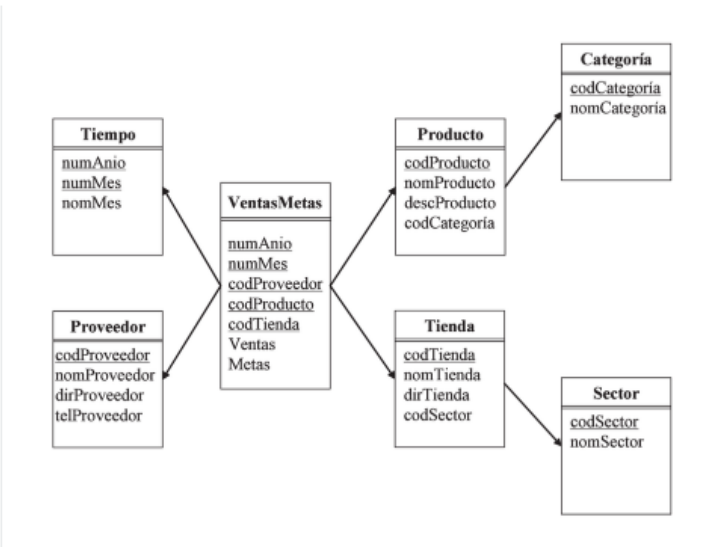 Categoría
codCategoría
nomCategoría
Tiempo
numAnio
numMes
nomMes
Producto
codProducto
nomProducto
descProducto
codCategoría
VentasMetas
numAnio
numMes
codProveedor
codProducto
codTienda
Ventas
Metas
Proveedor
codProveedor
nomProveedor
dirProveedor
telProveedor
Tienda
codTienda
nomTienda
dirTienda
codSector
Sector
codSector
nomSector